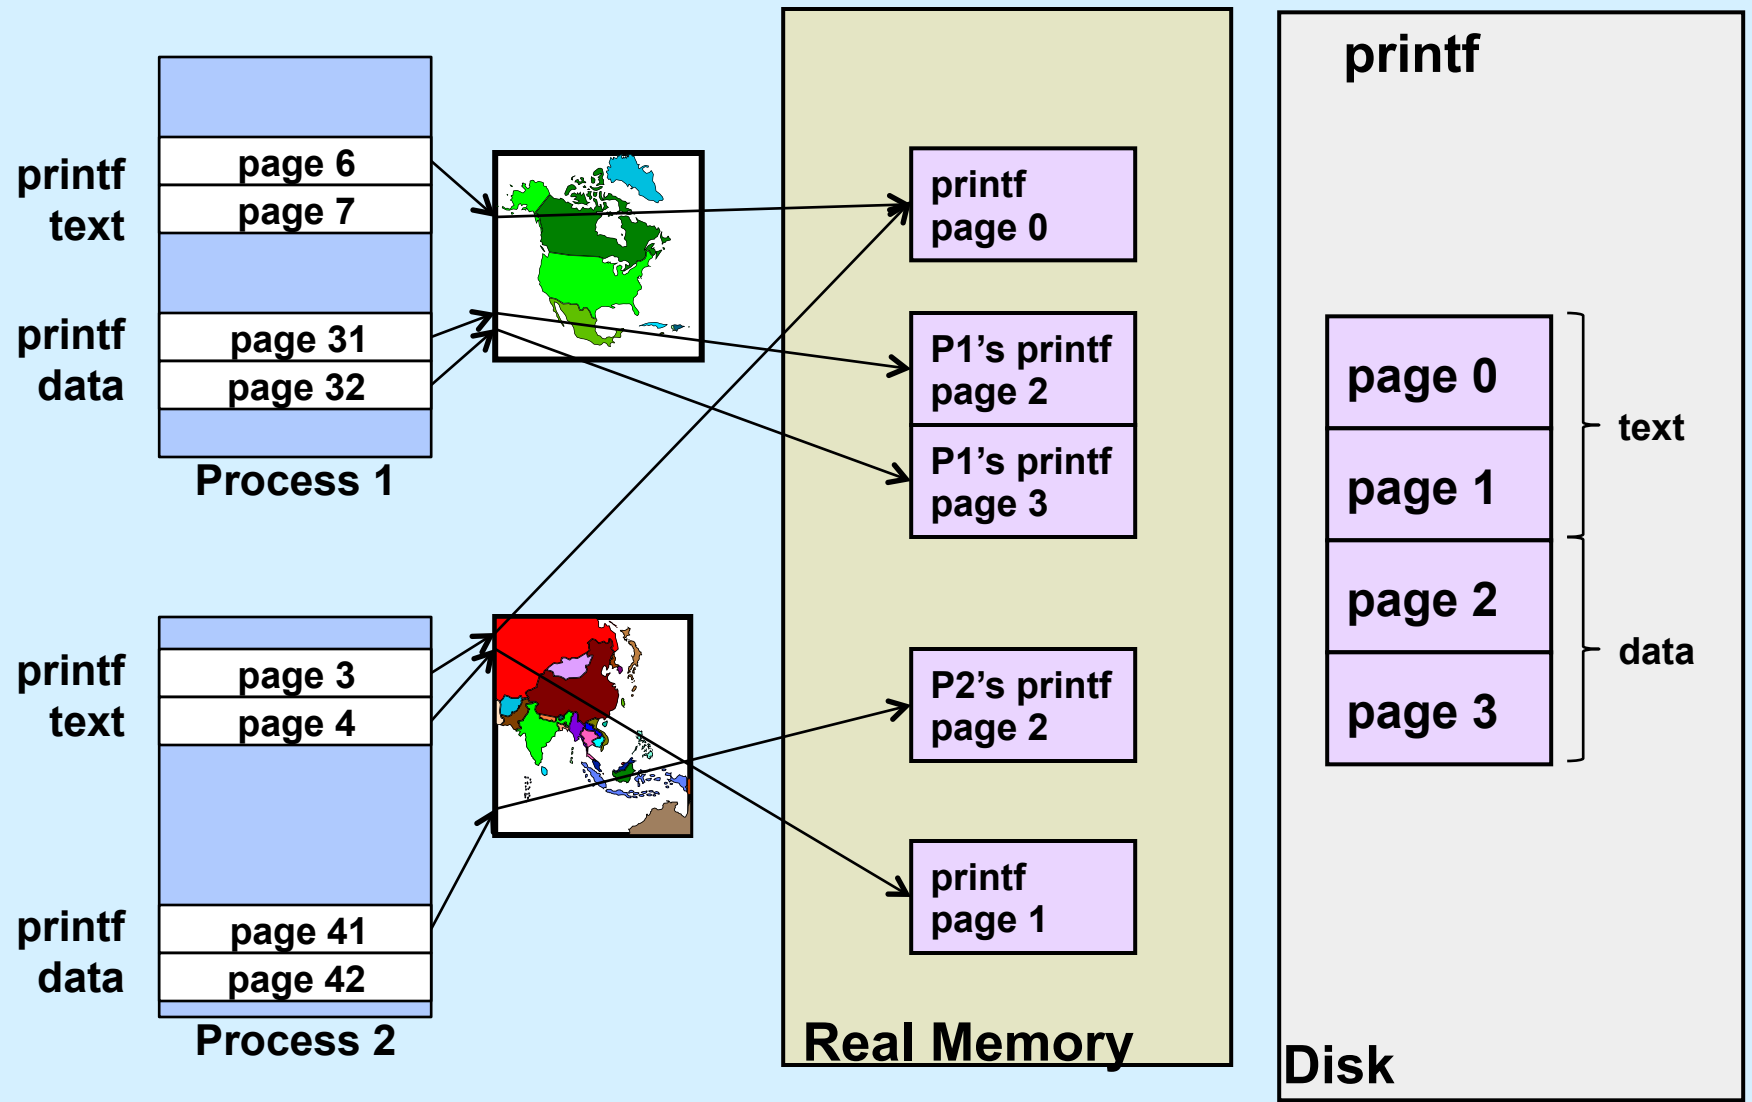 printf
text
page 6
page 7
printf
data
page 31
page 32
Process 1
printf
text
page 3
page 4
printf
data
page 41
page 42
Process 2
printf
page 0
P1’s printf
page 2
P1’s printf
page 3
P2’s printf
page 2
printf
page 1
Real Memory
printf
page 0
page 1
page 2
page 3
text
data
Disk